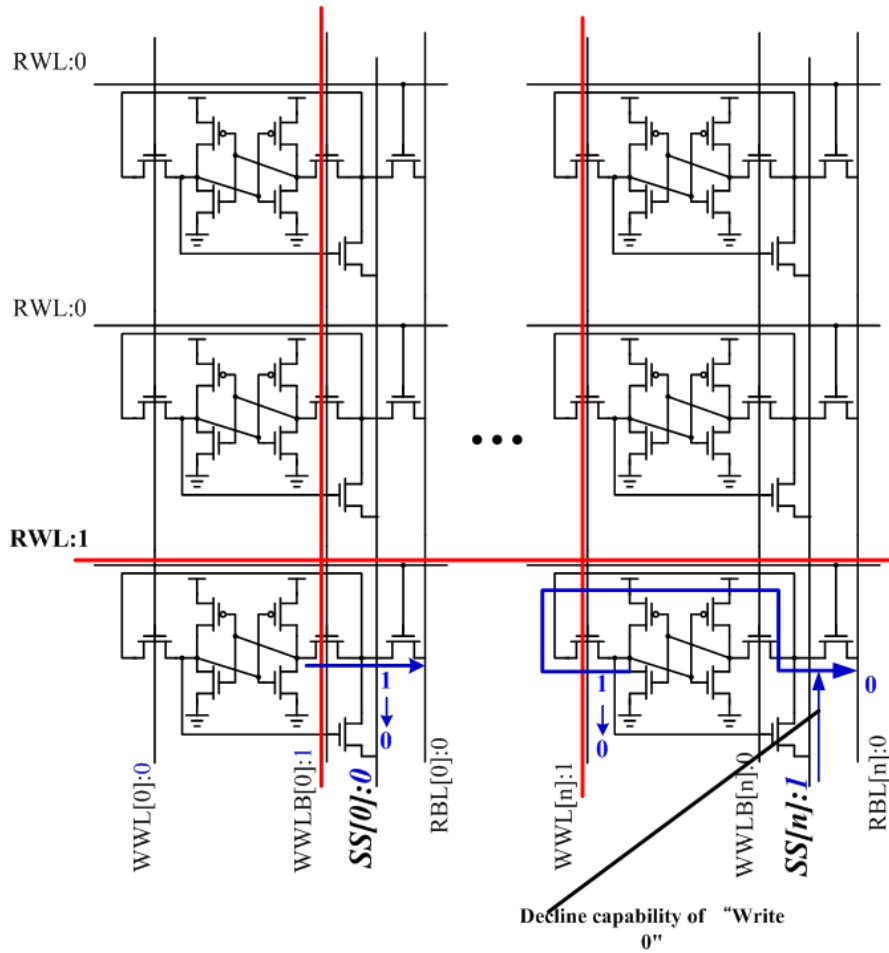 RWL:0
RWL:0
RWL:1
1
0
1
0
0
WWL[0]:0
WWLB[0]:1
SS[0]:0
RBL[0]:0
WWL[n]:1
WWLB[n]:0
SS[n]:1
RBL[n]:0
Decline capability of “Write
0"